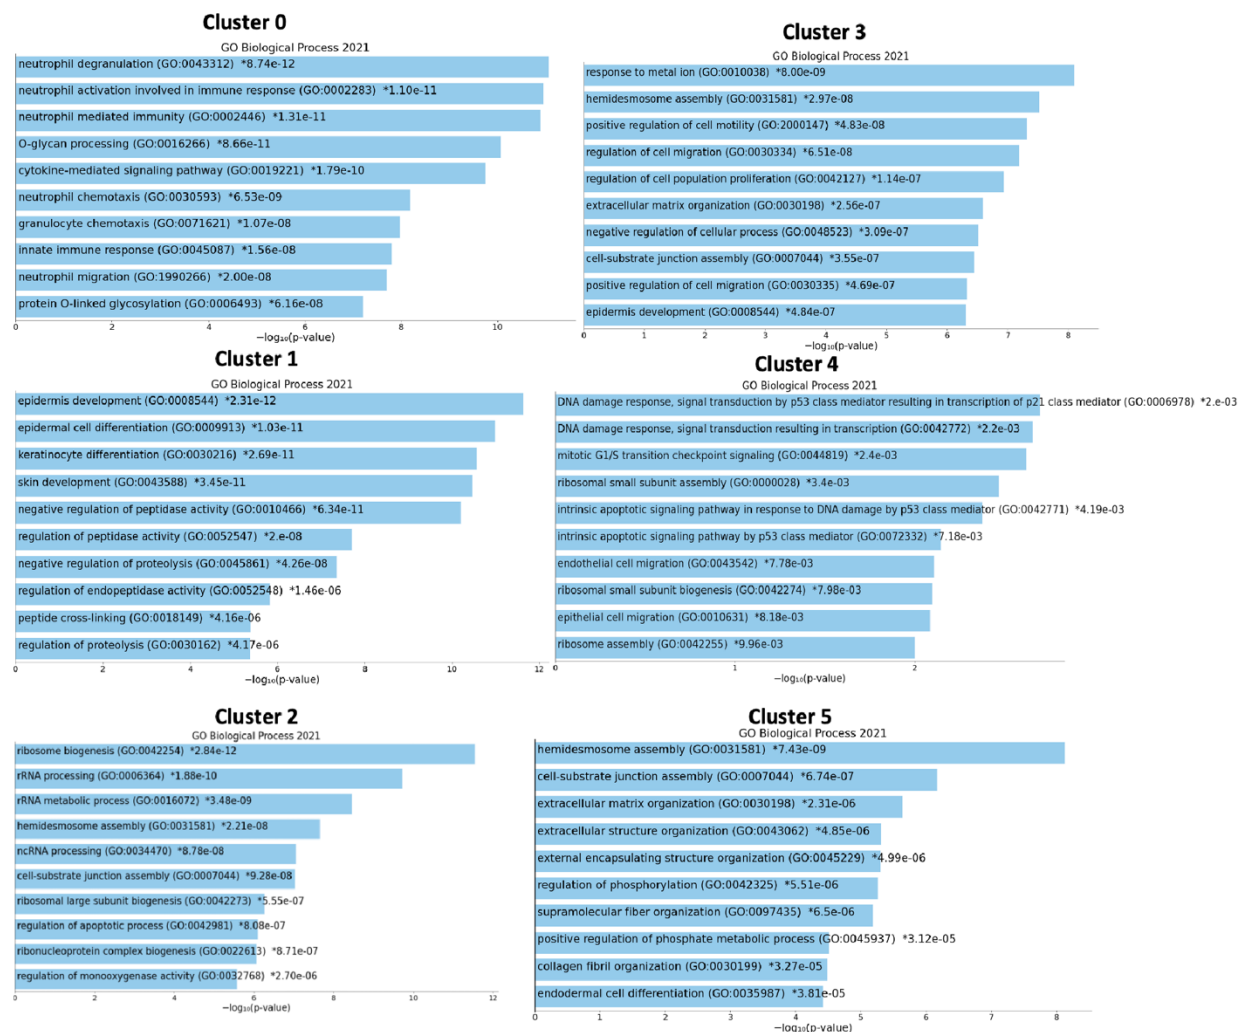 Cluster 0
GO Biological Process 2021
neutrophil degranulation (GO:0043312) *8.74e-12
neutrophil activation involved in immune response (GO:0002283) *1.10e-11
neutrophil mediated immunity (GO:0002446) *1.31e-11
O-glycan processing (GO:0016266) *8.66e-11
cytokine-mediated signaling pathway (GO:0019221) *1.79e-10
neutrophil chemotaxis (GO:0030593) *6.53e-09
granulocyte chemotaxis (GO:0071621) *1.07e-08
innate immune response (GO:0045087) *1.56e-08
neutrophil migration (GO:1990266) *2.00e-08
protein O-linked glycosylation (GO:0006493) *6.16e-08
0 2 4 6 8 10
−log₁₀(p-value)
Cluster 3
GO Biological Process 2021
response to metal ion (GO:0010038) *8.00e-09
hemidesmosome assembly (GO:0031581) *2.97e-08
positive regulation of cell motility (GO:2000147) *4.83e-08
regulation of cell migration (GO:0030334) *6.51e-08
regulation of cell population proliferation (GO:0042127) *1.14e-07
extracellular matrix organization (GO:0030198) *2.56e-07
negative regulation of cellular process (GO:0048523) *3.09e-07
cell-substrate junction assembly (GO:0007044) *3.55e-07
positive regulation of cell migration (GO:0030335) *4.69e-07
epidermis development (GO:0008544) *4.84e-07
0 1 2 3 4 5 6 7 8
−log₁₀(p-value)
Cluster 1
GO Biological Process 2021
epidermis development (GO:0008544) *2.31e-12
epidermal cell differentiation (GO:0009913) *1.03e-11
keratinocyte differentiation (GO:0030216) *2.69e-11
skin development (GO:0043588) *3.45e-11
negative regulation of peptidase activity (GO:0010466) *6.34e-11
regulation of peptidase activity (GO:0052547) *2.e-08
negative regulation of proteolysis (GO:0045861) *4.26e-08
regulation of endopeptidase activity (GO:0052548) *1.46e-06
peptide cross-linking (GO:0018149) *4.16e-06
regulation of proteolysis (GO:0030162) *4.17e-06
0 2 4 6 8 10 12
−log₁₀(p-value)
Cluster 4
GO Biological Process 2021
DNA damage response, signal transduction by p53 class mediator resulting in transcription of p21 class mediator (GO:0006978) *2.e-03
DNA damage response, signal transduction resulting in transcription (GO:0042772) *2.2e-03
mitotic G1/S transition checkpoint signaling (GO:0044819) *2.4e-03
ribosomal small subunit assembly (GO:0000028) *3.4e-03
intrinsic apoptotic signaling pathway in response to DNA damage by p53 class mediator (GO:0042771) *4.19e-03
intrinsic apoptotic signaling pathway by p53 class mediator (GO:0072332) *7.18e-03
endothelial cell migration (GO:0043542) *7.78e-03
ribosomal small subunit biogenesis (GO:0042274) *7.98e-03
epithelial cell migration (GO:0010631) *8.18e-03
ribosome assembly (GO:0042255) *9.96e-03
0 1 2
−log₁₀(p-value)
Cluster 2
GO Biological Process 2021
ribosome biogenesis (GO:0042254) *2.84e-12
rRNA processing (GO:0006364) *1.88e-10
rRNA metabolic process (GO:0016072) *3.48e-09
hemidesmosome assembly (GO:0031581) *2.21e-08
ncRNA processing (GO:0034470) *8.78e-08
cell-substrate junction assembly (GO:0007044) *9.28e-08
ribosomal large subunit biogenesis (GO:0042273) *5.55e-07
regulation of apoptotic process (GO:0042981) *8.08e-07
ribonucleoprotein complex biogenesis (GO:0022613) *8.71e-07
regulation of monooxygenase activity (GO:0032768) *2.70e-06
0 2 4 6 8 10 12
−log₁₀(p-value)
Cluster 5
GO Biological Process 2021
hemidesmosome assembly (GO:0031581) *7.43e-09
cell-substrate junction assembly (GO:0007044) *6.74e-07
extracellular matrix organization (GO:0030198) *2.31e-06
extracellular structure organization (GO:0043062) *4.85e-06
external encapsulating structure organization (GO:0045229) *4.99e-06
regulation of phosphorylation (GO:0042325) *5.51e-06
supramolecular fiber organization (GO:0097435) *6.5e-06
positive regulation of phosphate metabolic process (GO:0045937) *3.12e-05
collagen fibril organization (GO:0030199) *3.27e-05
endodermal cell differentiation (GO:0035987) *3.81e-05
0 1 2 3 4 5 6 7 8
−log₁₀(p-value)